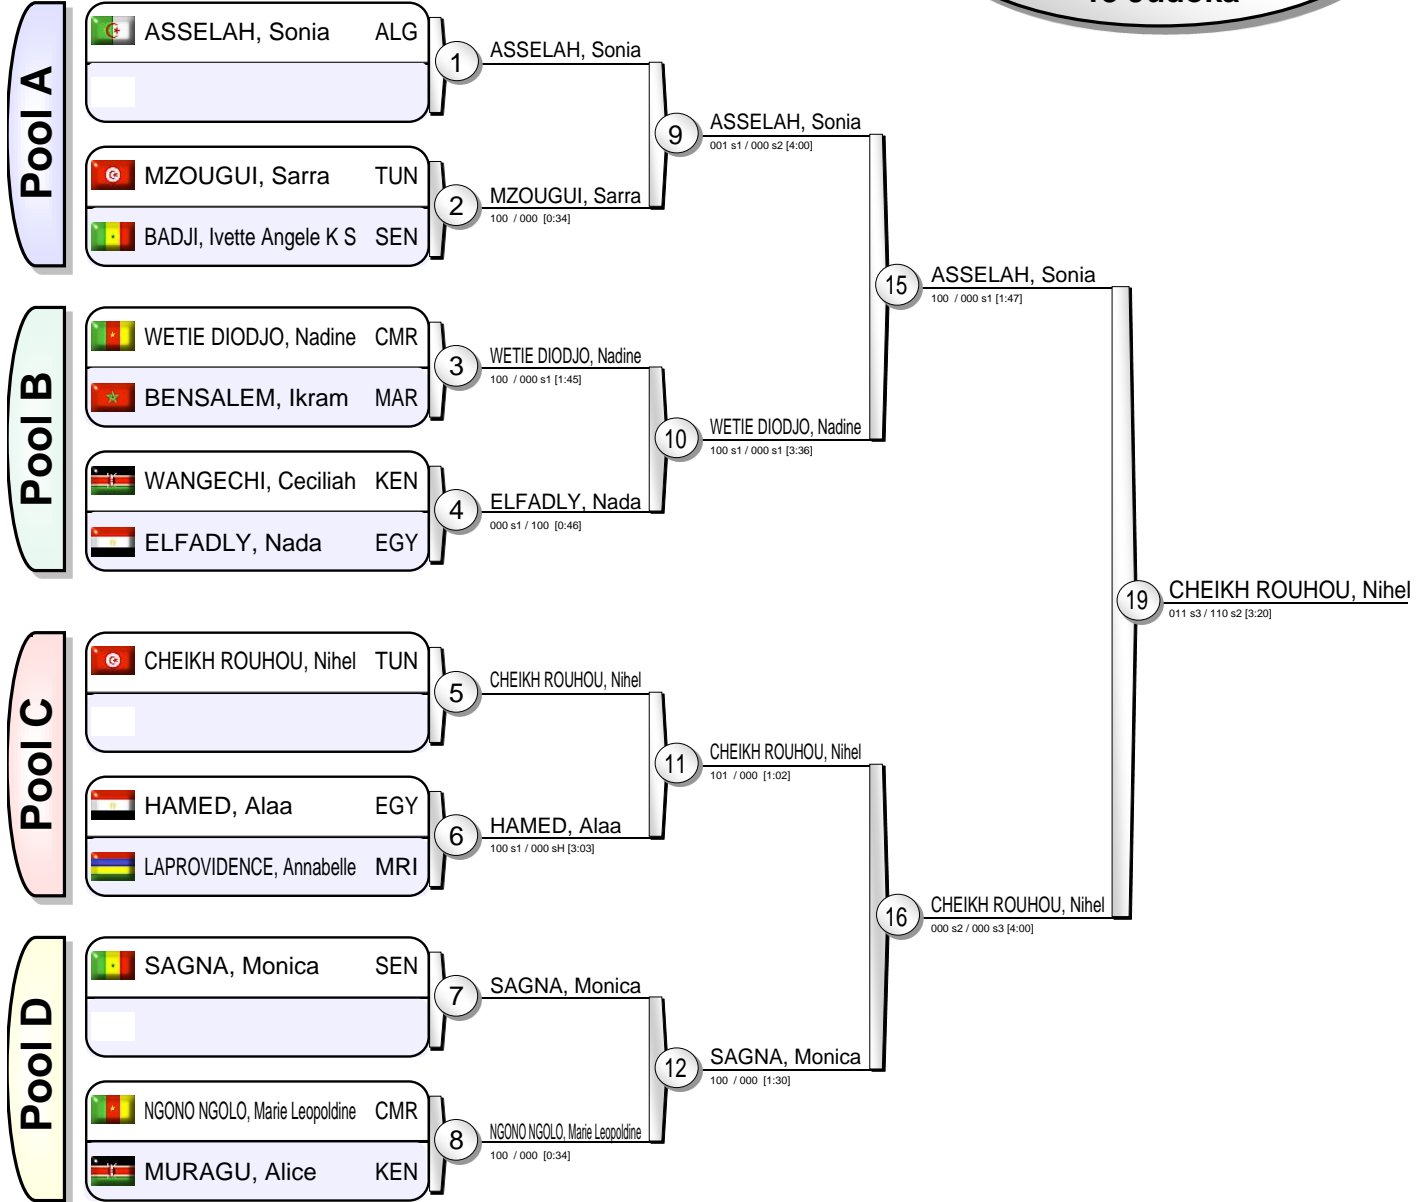 Pool A
ASSELAH, Sonia ALG
MZOUGUI, Sarra TUN
BADJI, Ivette Angele K S SEN
1
ASSELAH, Sonia
2
MZOUGUI, Sarra
100 / 000 [0:34]
9
ASSELAH, Sonia
001 s1 / 000 s2 [4:00]
Pool B
WETIE DIODJO, Nadine CMR
BENSALEM, Ikram MAR
WANGECHI, Ceciliah KEN
ELFADLY, Nada EGY
3
WETIE DIODJO, Nadine
100 / 000 s1 [1:45]
4
ELFADLY, Nada
000 s1 / 100 [0:46]
10
WETIE DIODJO, Nadine
100 s1 / 000 s1 [3:36]
15
ASSELAH, Sonia
100 / 000 s1 [1:47]
Pool C
CHEIKH ROUHOU, Nihel TUN
HAMED, Alaa EGY
LAPROVIDENCE, Annabelle MRI
5
CHEIKH ROUHOU, Nihel
6
HAMED, Alaa
100 s1 / 000 sH [3:03]
11
CHEIKH ROUHOU, Nihel
101 / 000 [1:02]
Pool D
SAGNA, Monica SEN
NGONO NGOLO, Marie Leopoldine CMR
MURAGU, Alice KEN
7
SAGNA, Monica
8
NGONO NGOLO, Marie Leopoldine
100 / 000 [0:34]
12
SAGNA, Monica
100 / 000 [1:30]
16
CHEIKH ROUHOU, Nihel
000 s2 / 000 s3 [4:00]
19
CHEIKH ROUHOU, Nihel
011 s3 / 110 s2 [3:20]